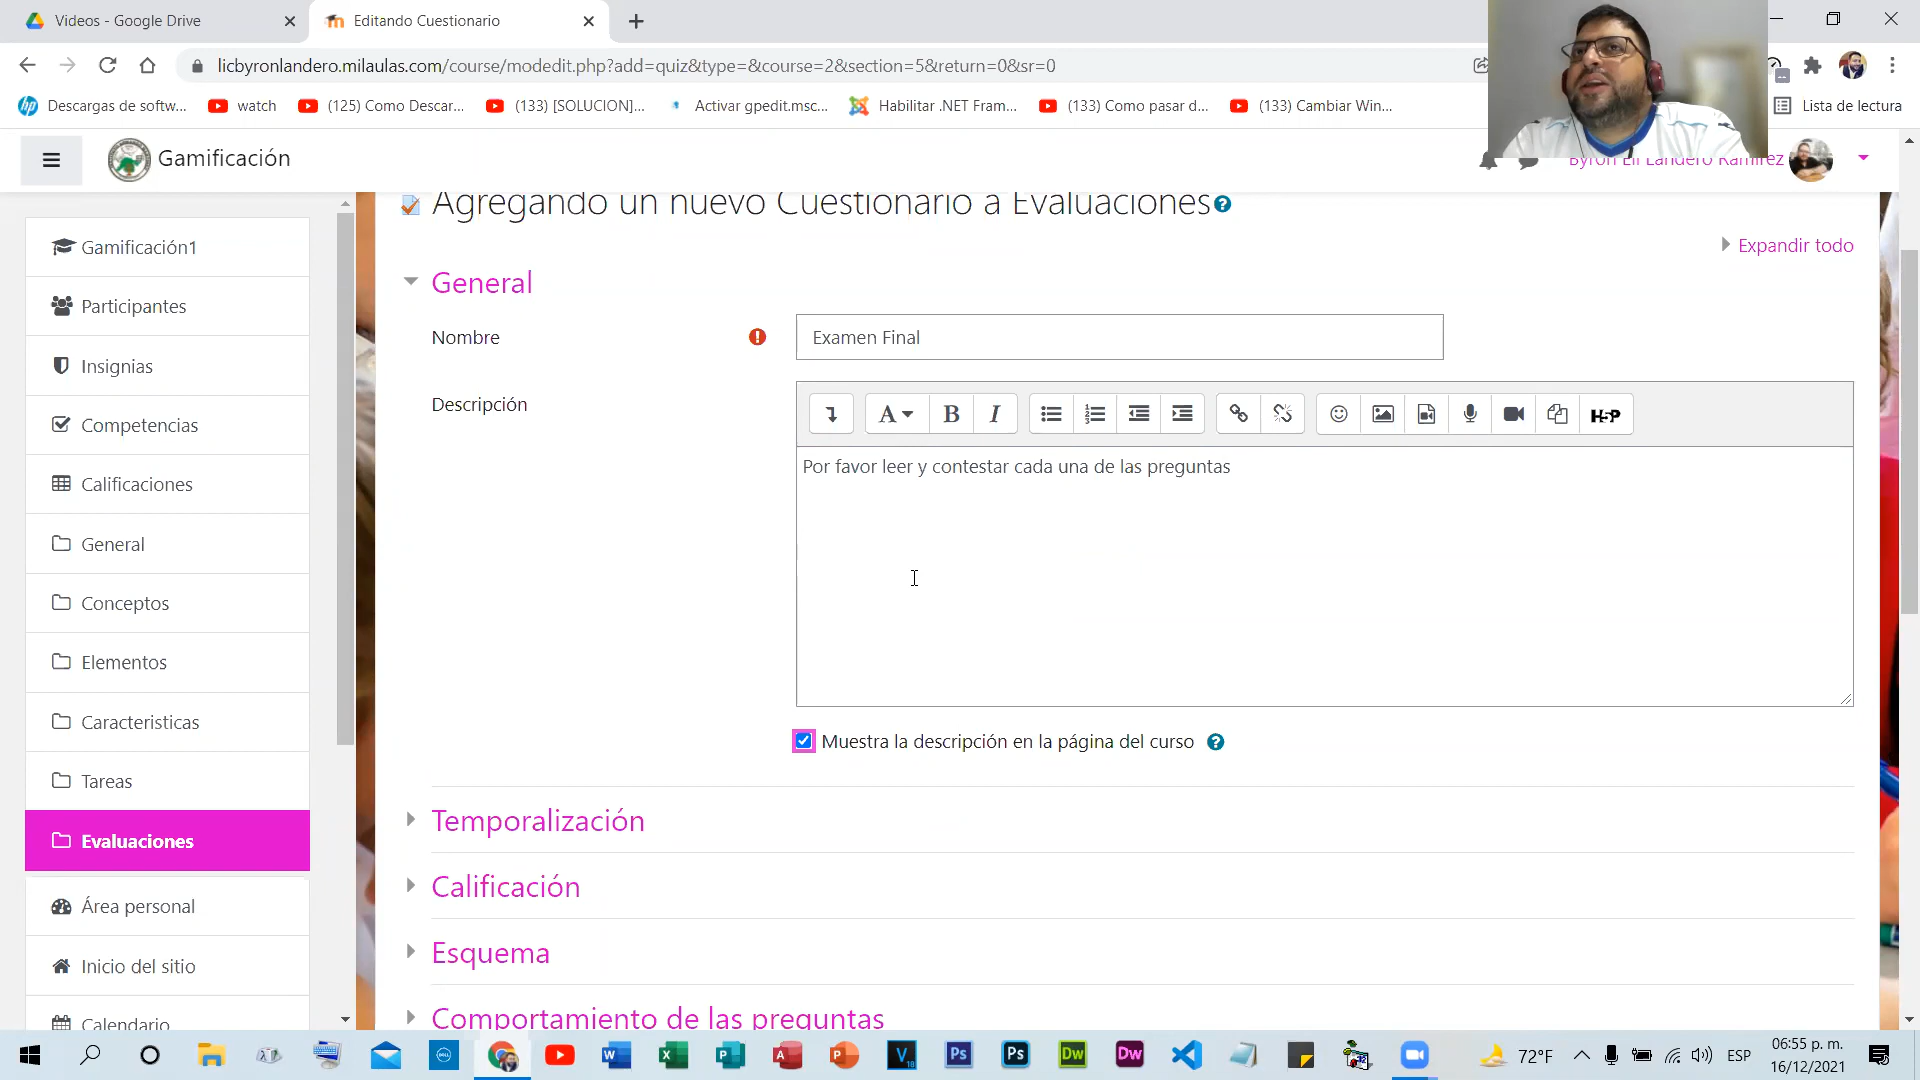 Videos - Google Drive
Editando Cuestionario
licbyronlandero.milaulas.com/course/modedit.php?add=quiz&type=&course=2&section=5&return=0&sr=0
Descargas de softw...
watch
(125) Como Descar...
(133) [SOLUCION]...
Activar gpedit.msc...
Habilitar .NET Fram...
(133) Como pasar d...
(133) Cambiar Win...
Lista de lectura
Gamificación
Byron Eli Landero Ramirez
Agregando un nuevo Cuestionario a Evaluaciones
Expandir todo
Gamificación1
Participantes
Insignias
Competencias
Calificaciones
General
Conceptos
Elementos
Caracteristicas
Tareas
Evaluaciones
Área personal
Inicio del sitio
Calendario
General
Nombre
Examen Final
Descripción
A
B
I
H5P
Por favor leer y contestar cada una de las preguntas
Muestra la descripción en la página del curso
Temporalización
Calificación
Esquema
Comportamiento de las preguntas
72°F
ESP
06:55 p. m.
16/12/2021